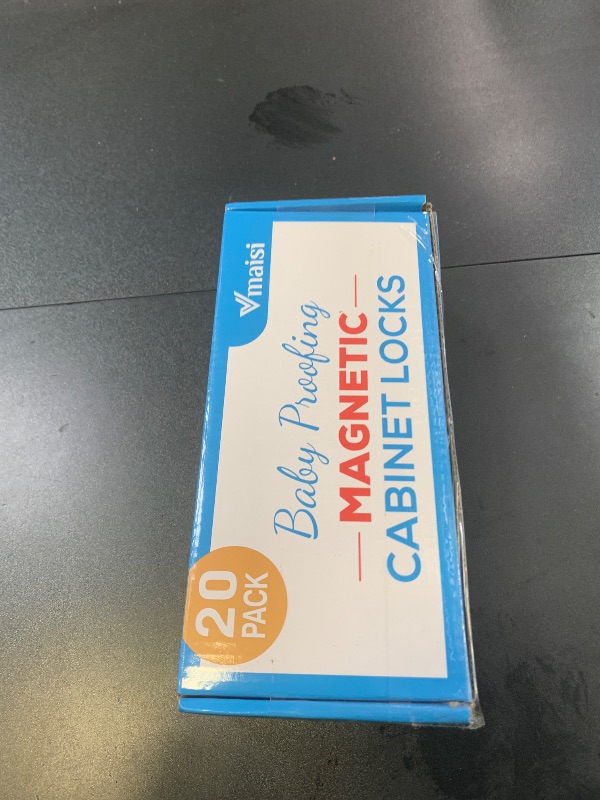 Vmaisi
Baby Proofing
MAGNETIC
CABINET LOCKS
20
PACK